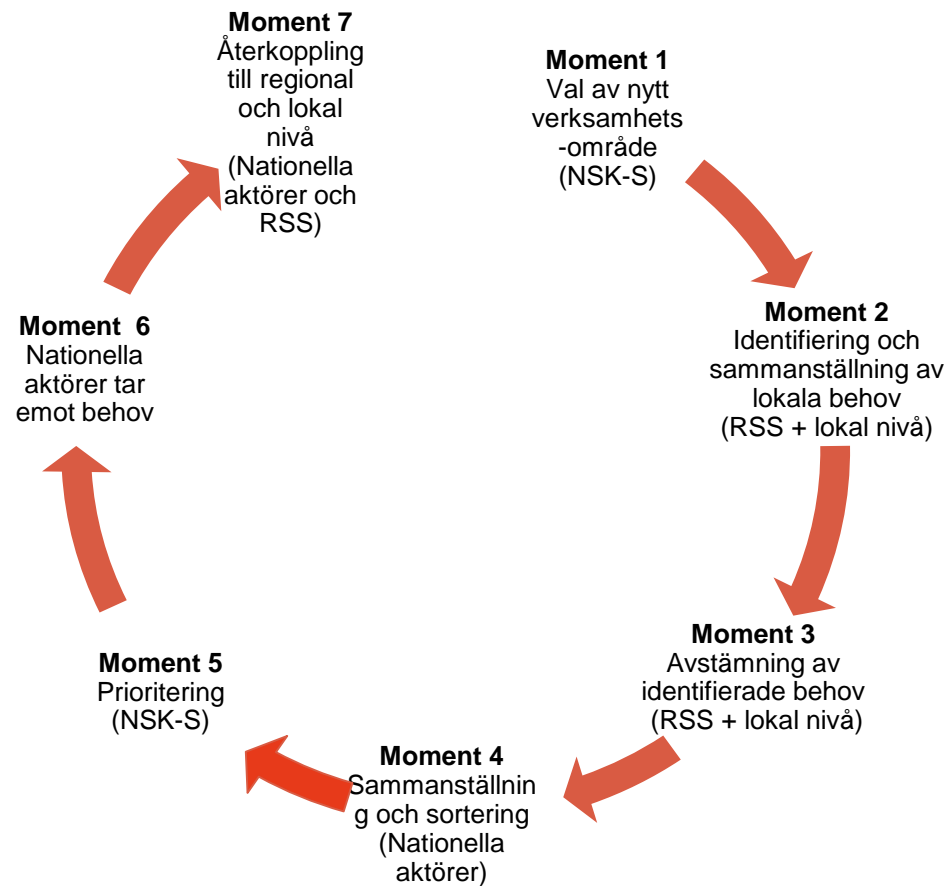 Moment 1
Val av nytt
verksamhets
-område
(NSK-S)
Moment 2
Identifiering och
sammanställning av
lokala behov
(RSS + lokal nivå)
Moment 3
Avstämning av
identifierade behov
(RSS + lokal nivå)
Moment 4
Sammanställnin
g och sortering
(Nationella
aktörer)
Moment 5
Prioritering
(NSK-S)
Moment 6
Nationella
aktörer tar
emot behov
Moment 7
Återkoppling
till regional
och lokal
nivå
(Nationella
aktörer och
RSS)